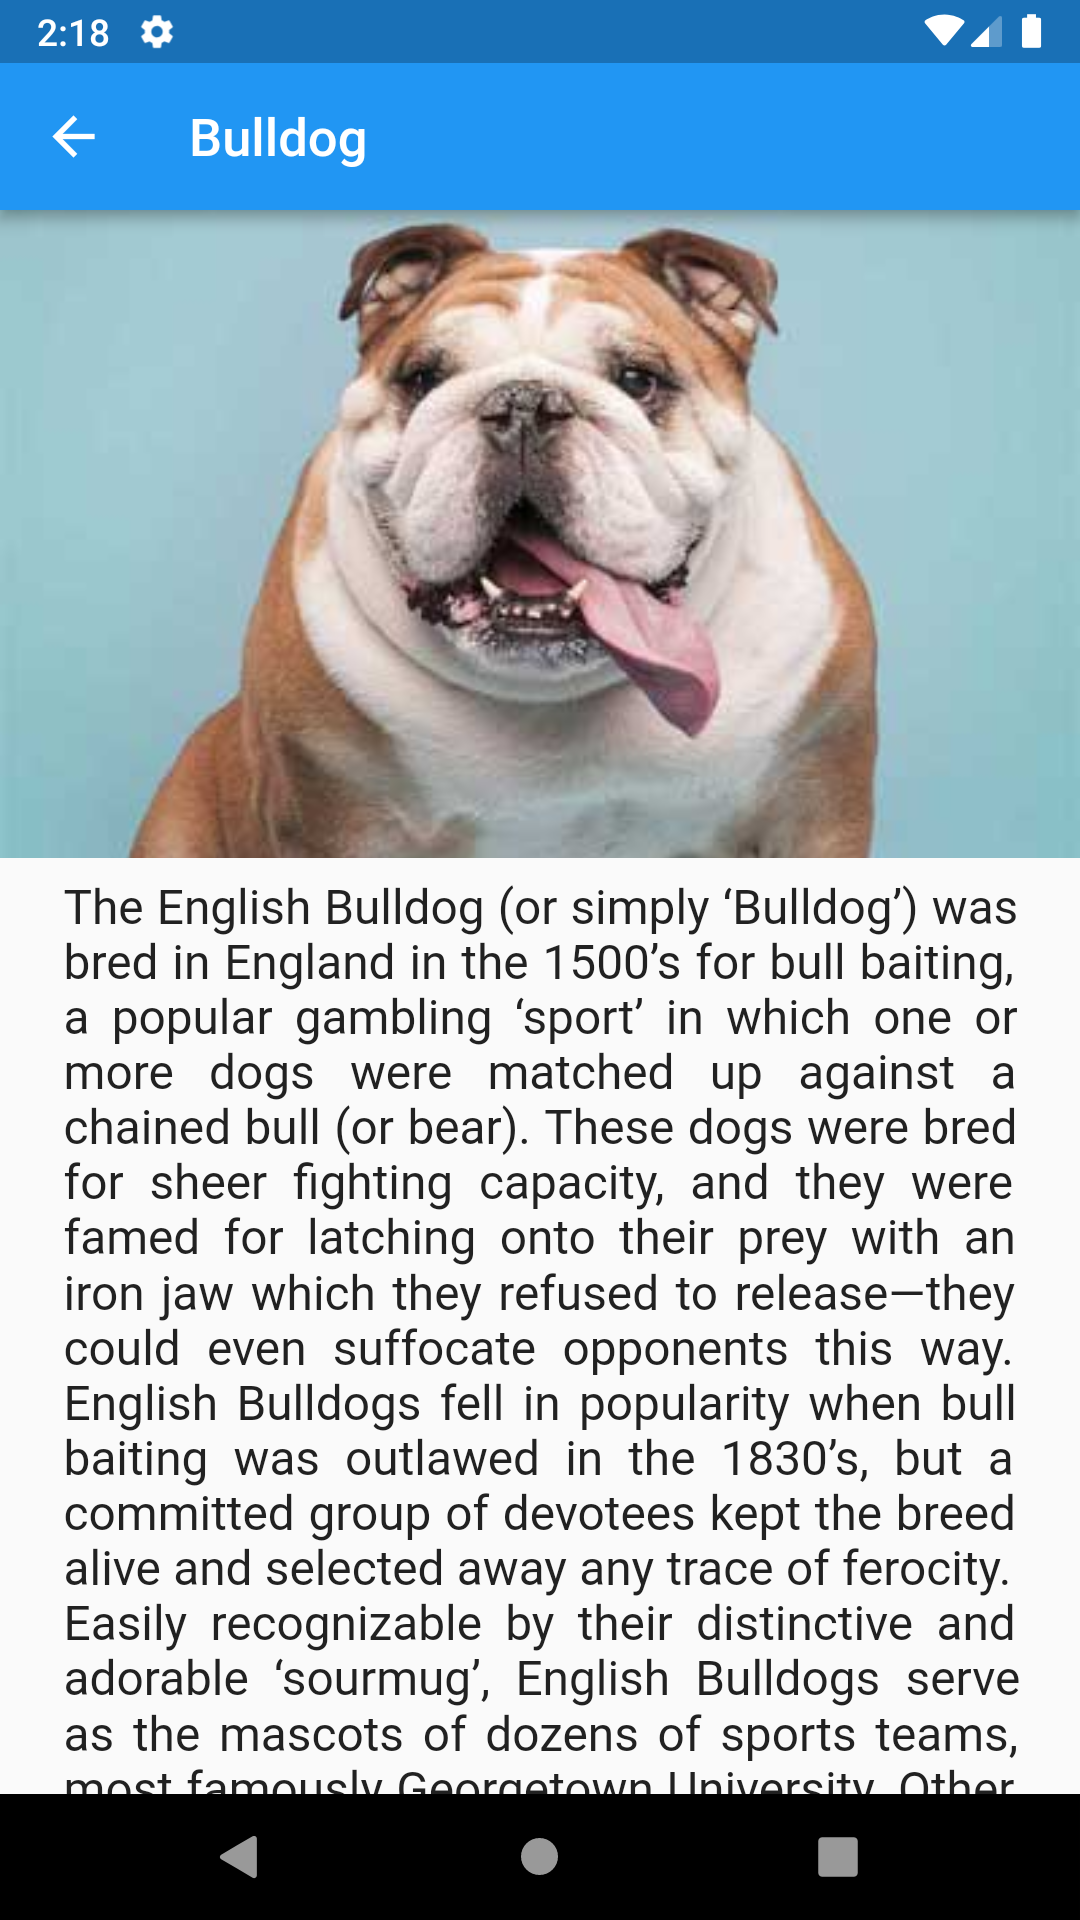 2:18
Bulldog
The English Bulldog (or simply ‘Bulldog’) was
bred in England in the 1500’s for bull baiting,
a popular gambling ‘sport’ in which one or
more dogs were matched up against a
chained bull (or bear). These dogs were bred
for sheer fighting capacity, and they were
famed for latching onto their prey with an
iron jaw which they refused to release—they
could even suffocate opponents this way.
English Bulldogs fell in popularity when bull
baiting was outlawed in the 1830’s, but a
committed group of devotees kept the breed
alive and selected away any trace of ferocity.
Easily recognizable by their distinctive and
adorable ‘sourmug’, English Bulldogs serve
as the mascots of dozens of sports teams,
most famously Georgetown University. Other